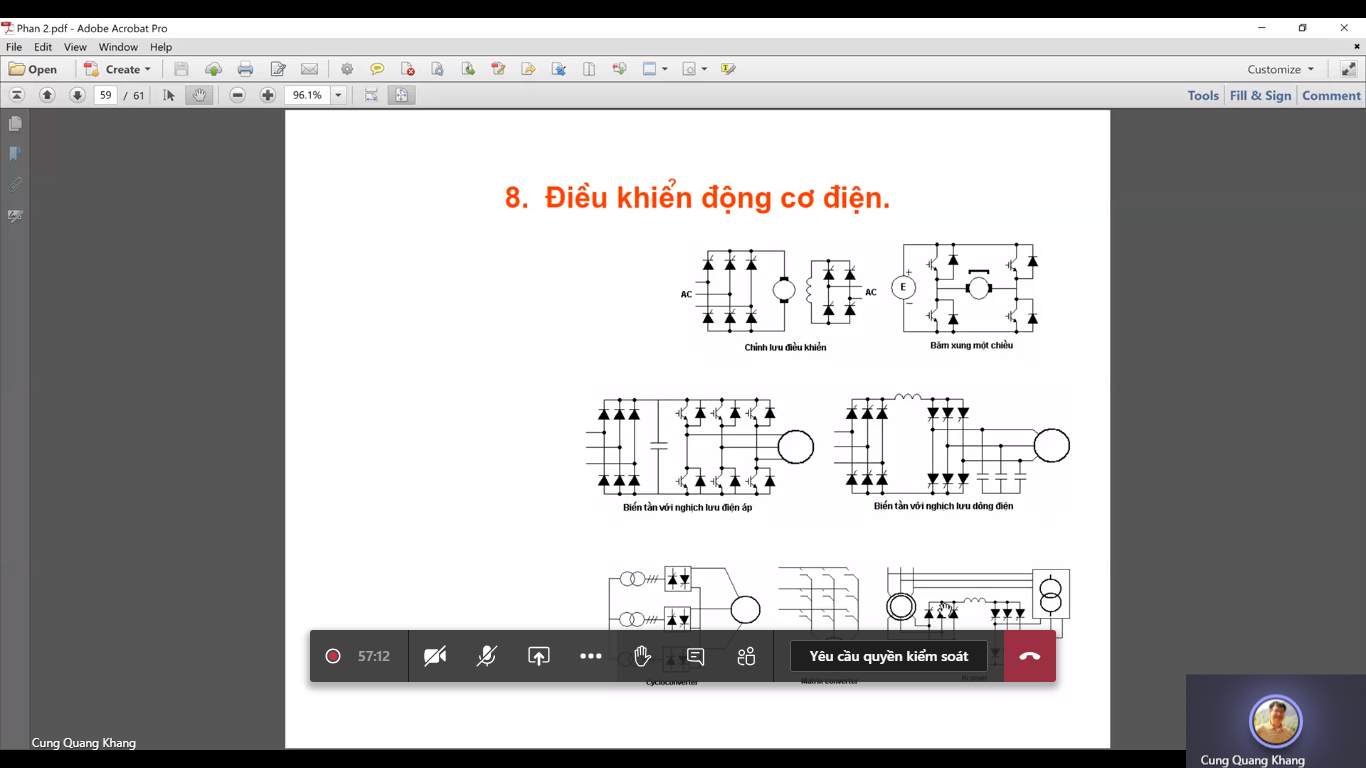 Phan 2.pdf - Adobe Acrobat Pro
File Edit View Window Help
Open Create Customize
59 / 61 96.1% Tools Fill & Sign Comment
8. Điều khiển động cơ điện.
AC AC E + −
Chỉnh lưu điều khiển Băm xung một chiều
Biến tần với nghịch lưu điện áp Biến tần với nghịch lưu dòng điện
57:12 Yêu cầu quyền kiểm soát
Cycloconverter Matrix converter
Cung Quang Khang
Cung Quang Khang